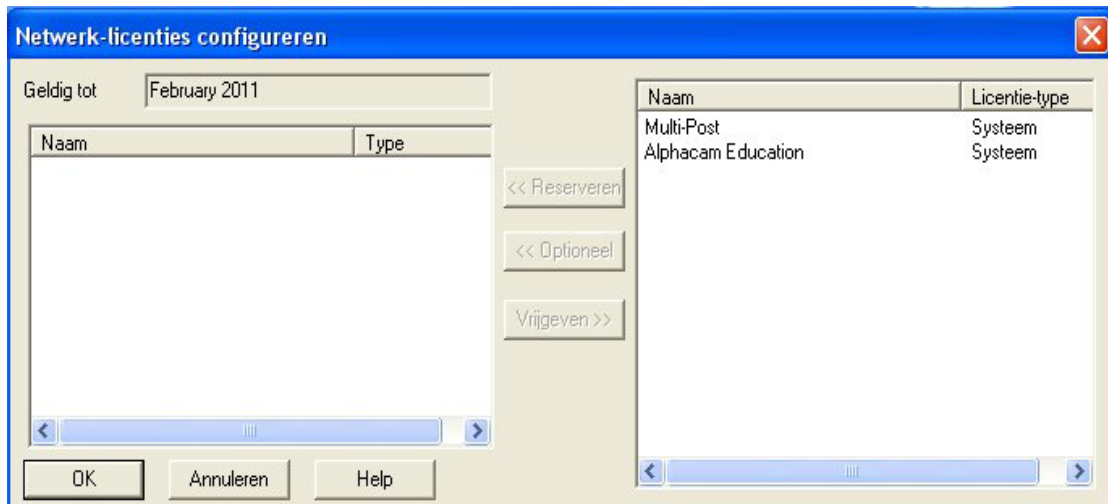 Netwerk-licenties configureren
Geldig tot February 2011
Naam Type
<< Reserveren
<< Optioneel
Vrijgeven >>
Naam Licentie-type
Multi-Post Systeem
Alphacam Education Systeem
OK Annuleren Help